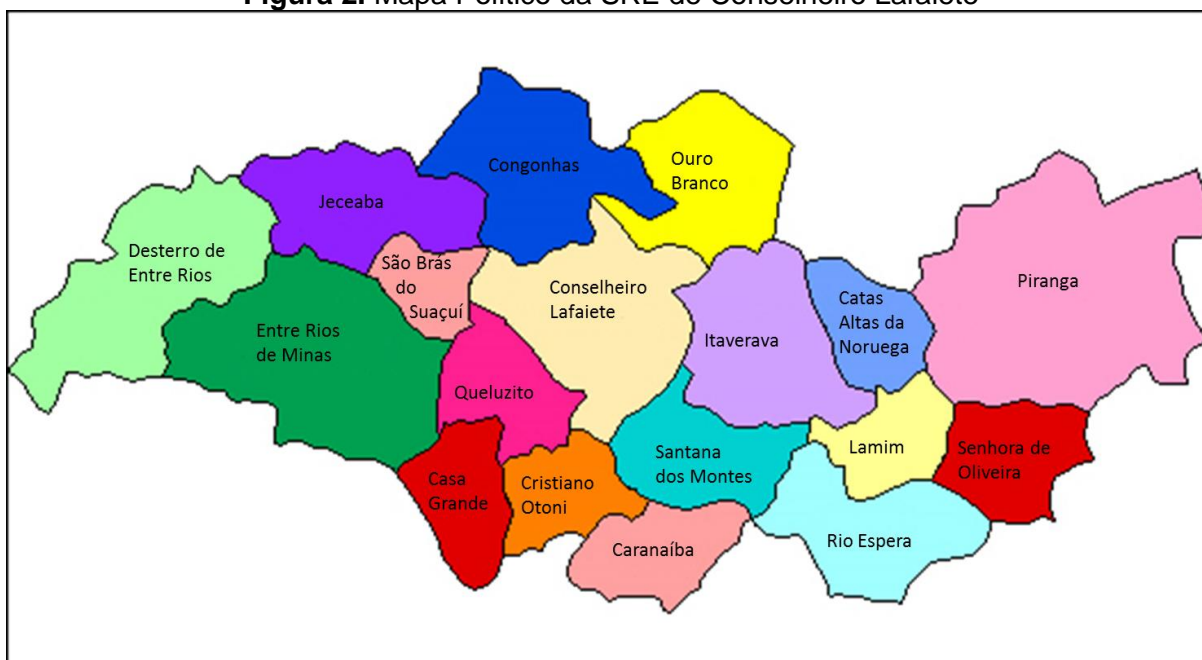 Figura 2. Mapa Político da SRE de Conselheiro Lafaiete
Congonhas
Ouro
Branco
Jeceaba
Desterro de
Entre Rios
São Brás
do
Suaçuí
Conselheiro
Lafaiete
Catas
Altas da
Noruega
Piranga
Entre Rios
de Minas
Itaverava
Queluzito
Lamim
Senhora de
Oliveira
Santana
dos Montes
Casa
Grande
Cristiano
Otoni
Caranaíba
Rio Espera